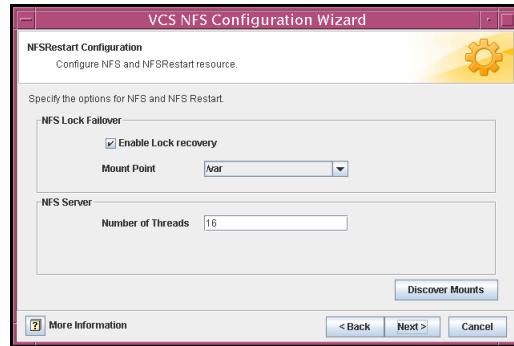 VCS NFS Configuration Wizard
NFSRestart Configuration
Configure NFS and NFSRestart resource.
Specify the options for NFS and NFS Restart.
NFS Lock Failover
Enable Lock recovery
Mount Point /var
NFS Server
Number of Threads 16
Discover Mounts
? More Information < Back Next > Cancel